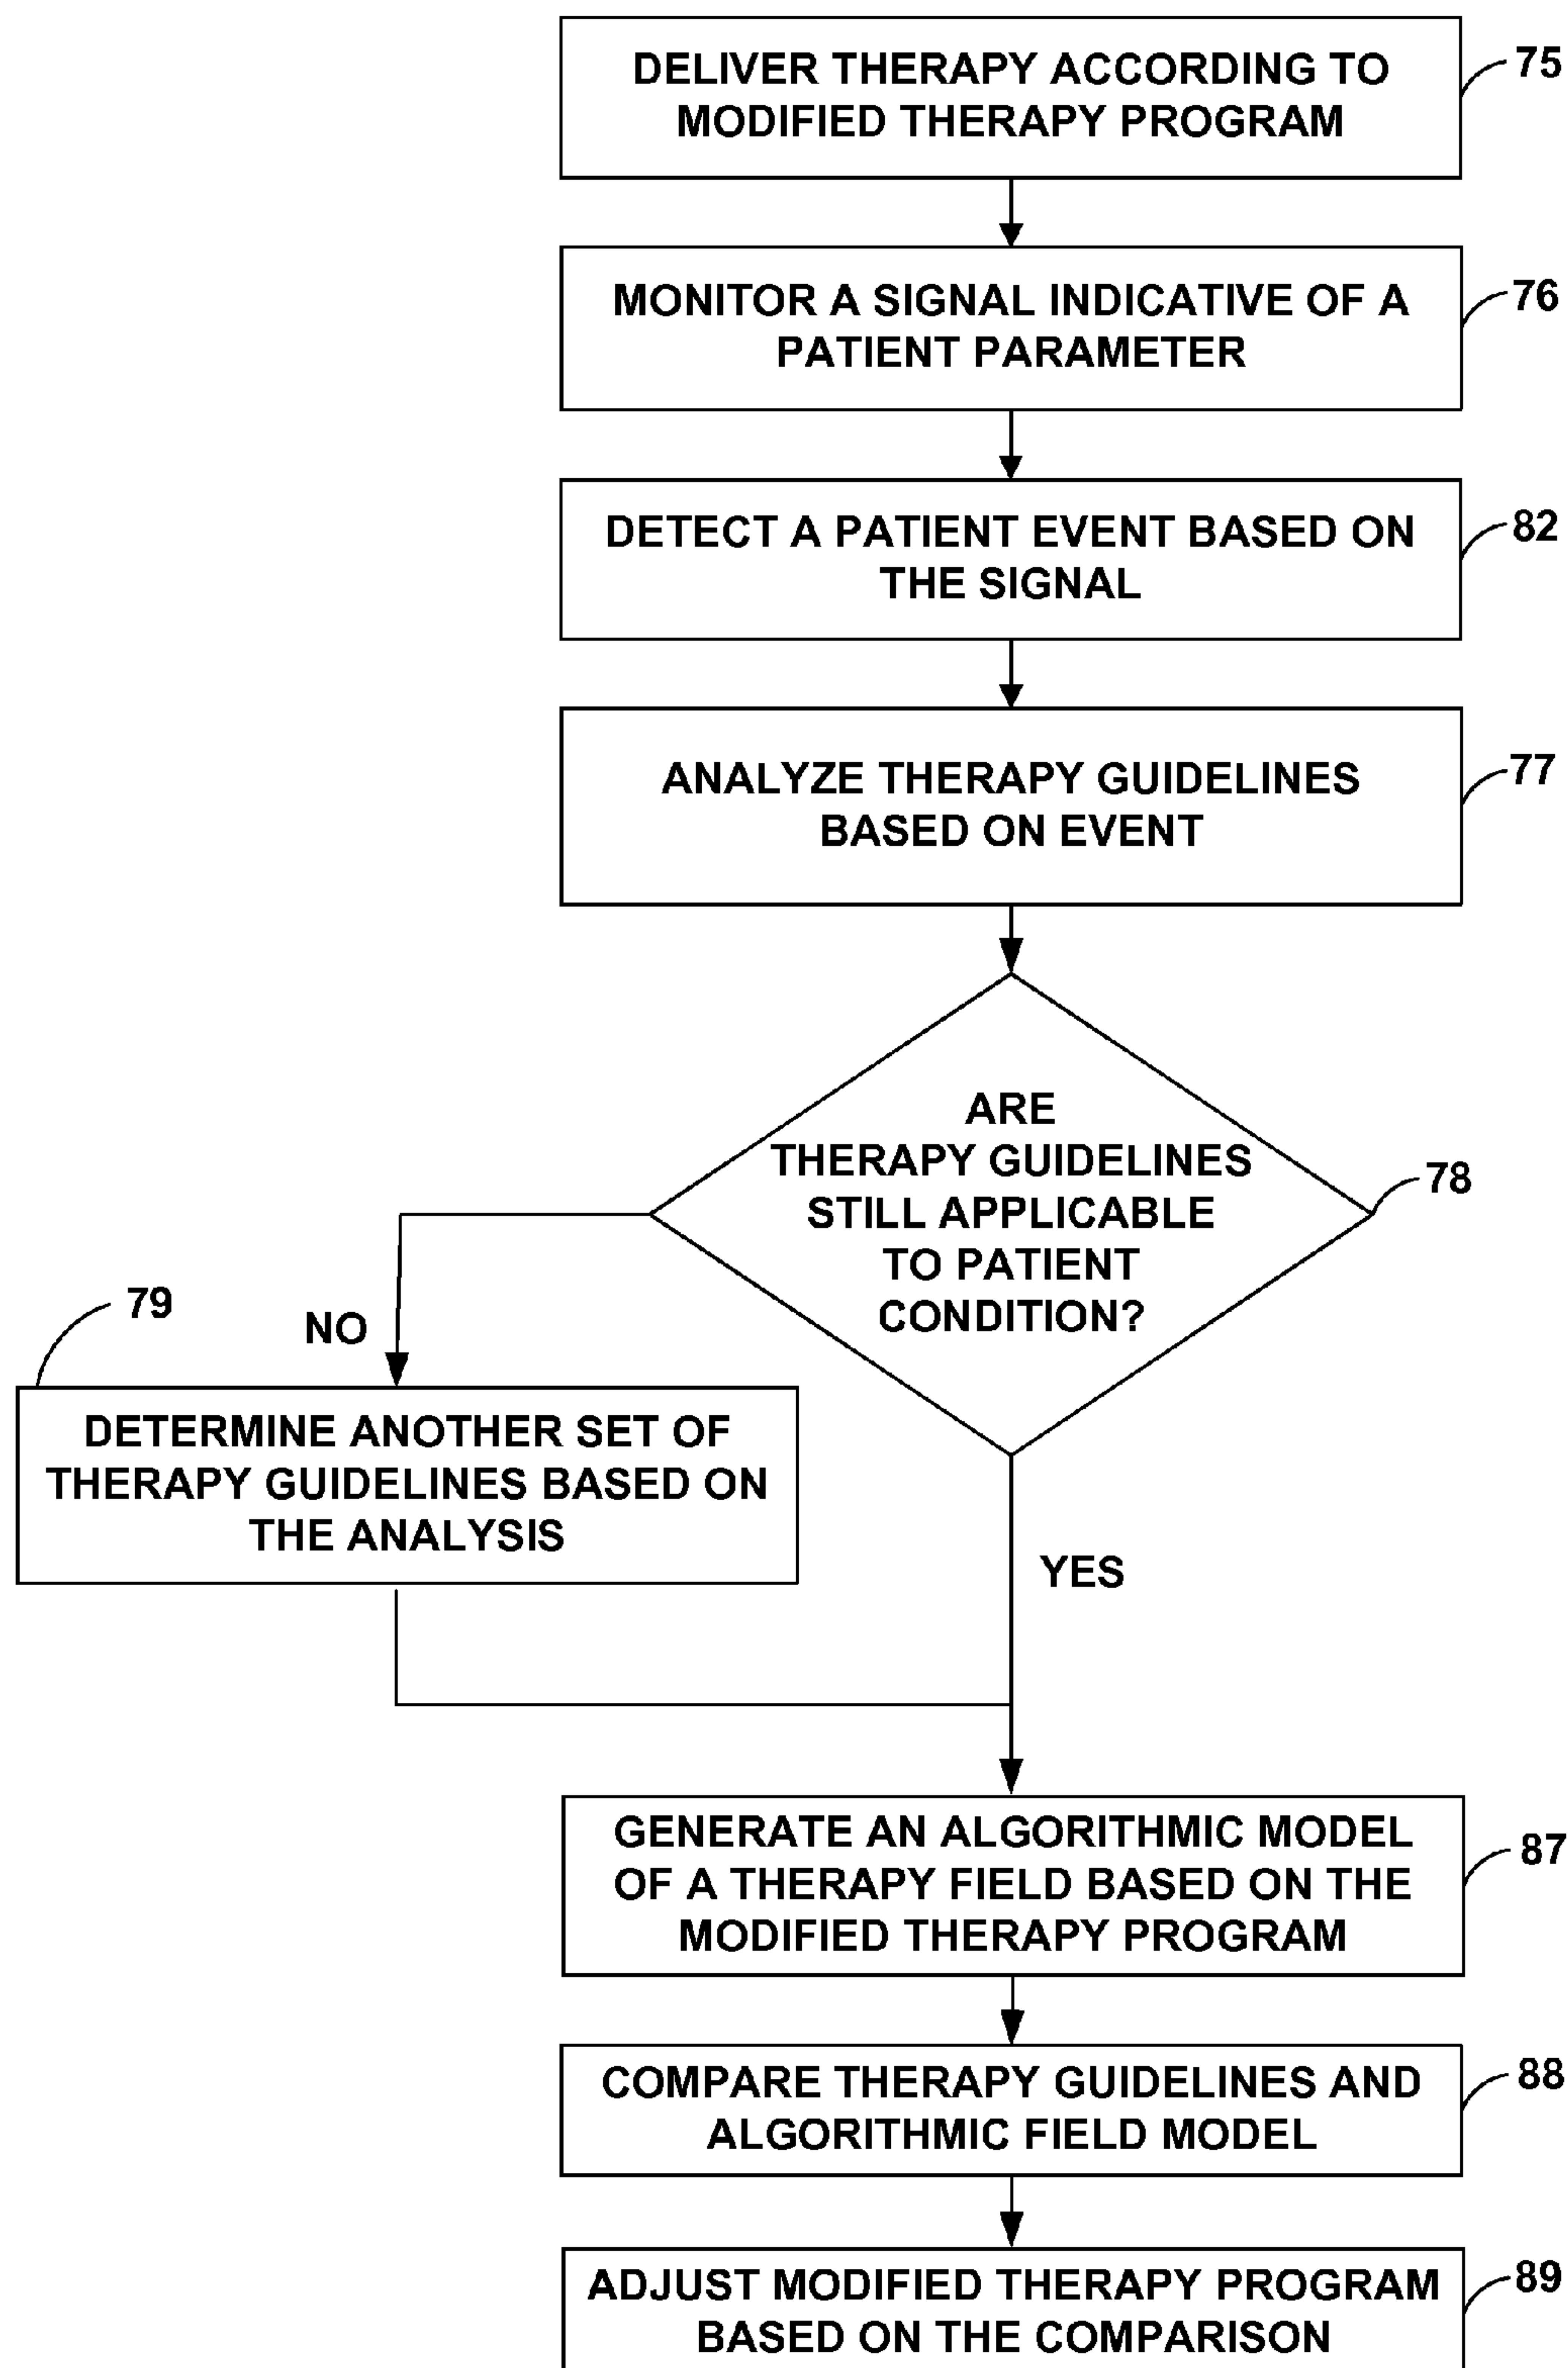 DELIVER THERAPY ACCORDING TO
MODIFIED THERAPY PROGRAM
75
MONITOR A SIGNAL INDICATIVE OF A
PATIENT PARAMETER
76
DETECT A PATIENT EVENT BASED ON
THE SIGNAL
82
ANALYZE THERAPY GUIDELINES
BASED ON EVENT
77
ARE
THERAPY GUIDELINES
STILL APPLICABLE
TO PATIENT
CONDITION?
78
NO
79
DETERMINE ANOTHER SET OF
THERAPY GUIDELINES BASED ON
THE ANALYSIS
YES
GENERATE AN ALGORITHMIC MODEL
OF A THERAPY FIELD BASED ON THE
MODIFIED THERAPY PROGRAM
87
COMPARE THERAPY GUIDELINES AND
ALGORITHMIC FIELD MODEL
88
ADJUST MODIFIED THERAPY PROGRAM
BASED ON THE COMPARISON
89